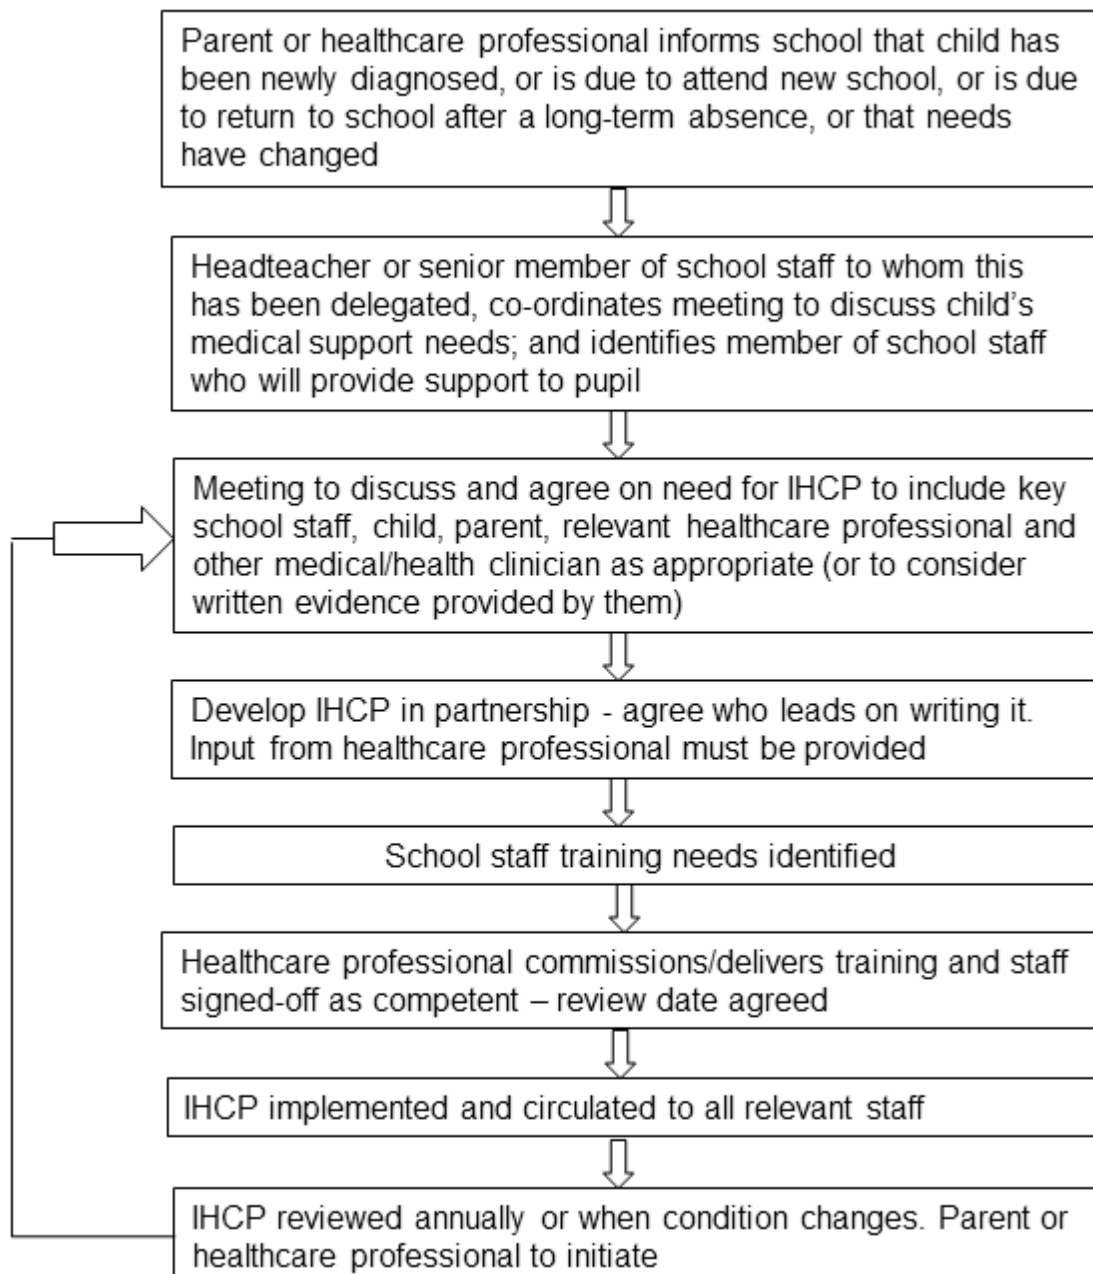 Parent or healthcare professional informs school that child has
been newly diagnosed, or is due to attend new school, or is due
to return to school after a long-term absence, or that needs
have changed
Headteacher or senior member of school staff to whom this
has been delegated, co-ordinates meeting to discuss child's
medical support needs; and identifies member of school staff
who will provide support to pupil
Meeting to discuss and agree on need for IHCP to include key
school staff, child, parent, relevant healthcare professional and
other medical/health clinician as appropriate (or to consider
written evidence provided by them)
Develop IHCP in partnership - agree who leads on writing it.
Input from healthcare professional must be provided
School staff training needs identified
Healthcare professional commissions/delivers training and staff
signed-off as competent – review date agreed
IHCP implemented and circulated to all relevant staff
IHCP reviewed annually or when condition changes. Parent or
healthcare professional to initiate